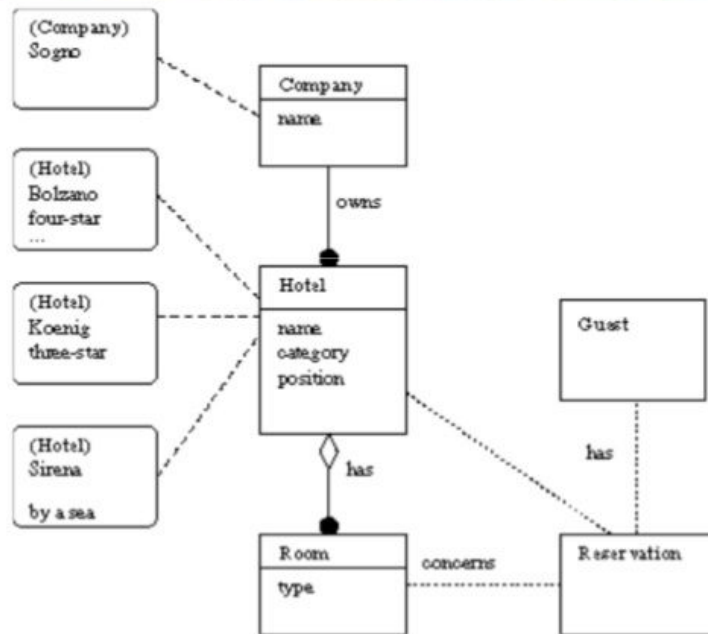 (Company)
Sogno
Company
name
owns
(Hotel)
Bolzano
four-star
...
Hotel
name
category
position
(Hotel)
Koenig
three-star
Guest
(Hotel)
Sirena
by a sea
has
has
Room
type
concerns
Reservation